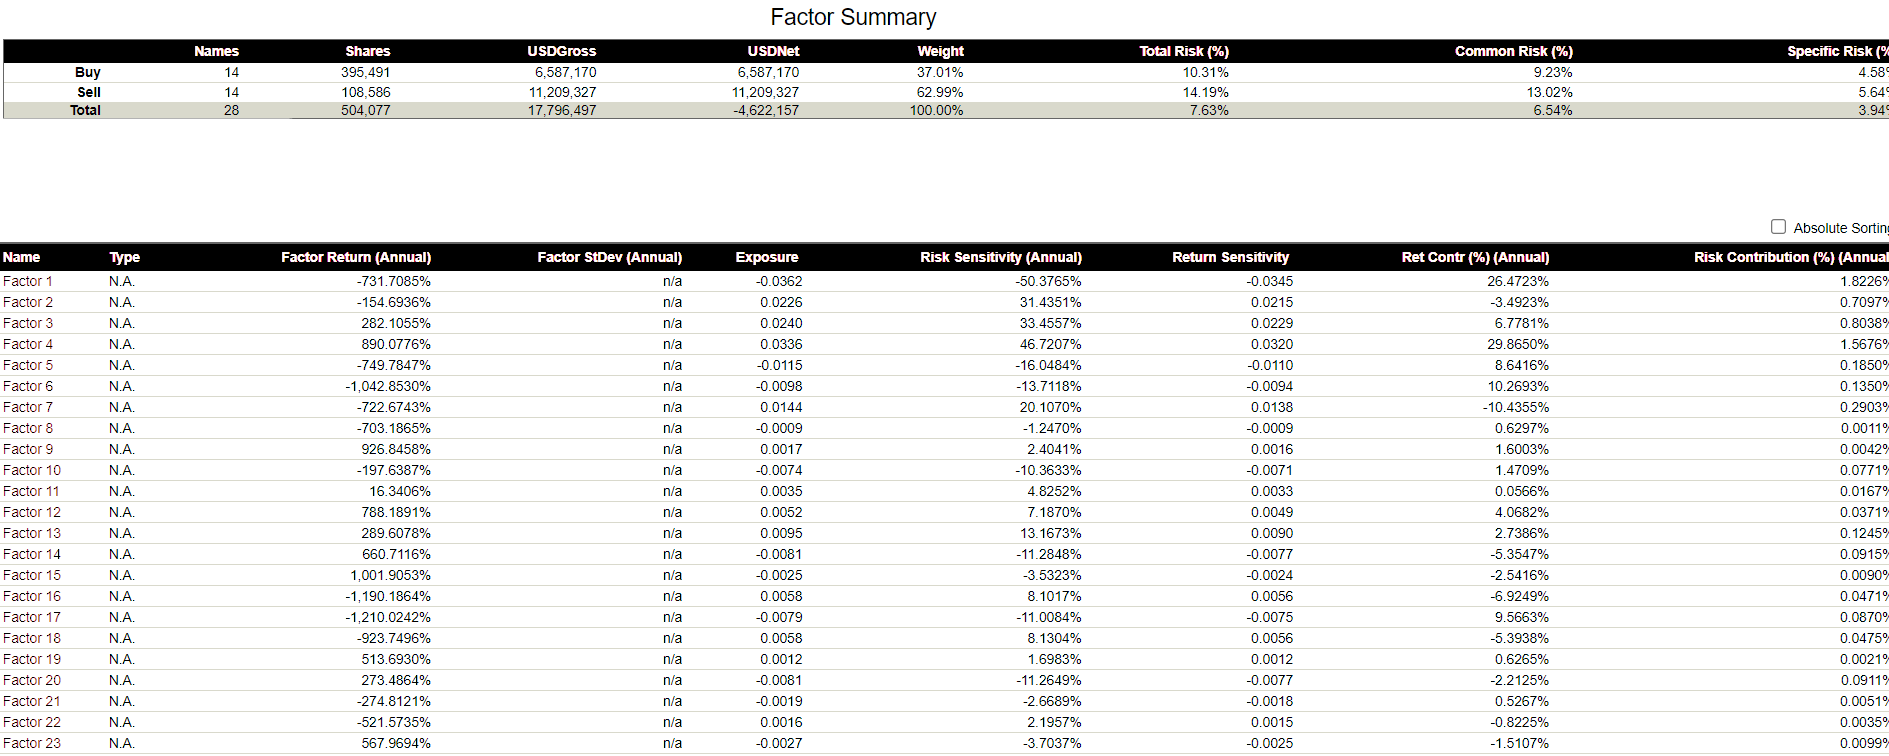 Factor Summary
Names Shares USDGross USDNet Weight Total Risk (%) Common Risk (%) Specific Risk (%
Buy 14 395,491 6,587,170 6,587,170 37.01% 10.31% 9.23% 4.58%
Sell 14 108,586 11,209,327 11,209,327 62.99% 14.19% 13.02% 5.64%
Total 28 504,077 17,796,497 -4,622,157 100.00% 7.63% 6.54% 3.94%
Absolute Sorting
Name Type Factor Return (Annual) Factor StDev (Annual) Exposure Risk Sensitivity (Annual) Return Sensitivity Ret Contr (%) (Annual) Risk Contribution (%) (Annual
Factor 1 N.A. -731.7085% n/a -0.0362 -50.3765% -0.0345 26.4723% 1.8226%
Factor 2 N.A. -154.6936% n/a 0.0226 31.4351% 0.0215 -3.4923% 0.7097%
Factor 3 N.A. 282.1055% n/a 0.0240 33.4557% 0.0229 6.7781% 0.8038%
Factor 4 N.A. 890.0776% n/a 0.0336 46.7207% 0.0320 29.8650% 1.5676%
Factor 5 N.A. -749.7847% n/a -0.0115 -16.0484% -0.0110 8.6416% 0.1850%
Factor 6 N.A. -1,042.8530% n/a -0.0098 -13.7118% -0.0094 10.2693% 0.1350%
Factor 7 N.A. -722.6743% n/a 0.0144 20.1070% 0.0138 -10.4355% 0.2903%
Factor 8 N.A. -703.1865% n/a -0.0009 -1.2470% -0.0009 0.6297% 0.0011%
Factor 9 N.A. 926.8458% n/a 0.0017 2.4041% 0.0016 1.6003% 0.0042%
Factor 10 N.A. -197.6387% n/a -0.0074 -10.3633% -0.0071 1.4709% 0.0771%
Factor 11 N.A. 16.3406% n/a 0.0035 4.8252% 0.0033 0.0566% 0.0167%
Factor 12 N.A. 788.1891% n/a 0.0052 7.1870% 0.0049 4.0682% 0.0371%
Factor 13 N.A. 289.6078% n/a 0.0095 13.1673% 0.0090 2.7386% 0.1245%
Factor 14 N.A. 660.7116% n/a -0.0081 -11.2848% -0.0077 -5.3547% 0.0915%
Factor 15 N.A. 1,001.9053% n/a -0.0025 -3.5323% -0.0024 -2.5416% 0.0090%
Factor 16 N.A. -1,190.1864% n/a 0.0058 8.1017% 0.0056 -6.9249% 0.0471%
Factor 17 N.A. -1,210.0242% n/a -0.0079 -11.0084% -0.0075 9.5663% 0.0870%
Factor 18 N.A. -923.7496% n/a 0.0058 8.1304% 0.0056 -5.3938% 0.0475%
Factor 19 N.A. 513.6930% n/a 0.0012 1.6983% 0.0012 0.6265% 0.0021%
Factor 20 N.A. 273.4864% n/a -0.0081 -11.2649% -0.0077 -2.2125% 0.0911%
Factor 21 N.A. -274.8121% n/a -0.0019 -2.6689% -0.0018 0.5267% 0.0051%
Factor 22 N.A. -521.5735% n/a 0.0016 2.1957% 0.0015 -0.8225% 0.0035%
Factor 23 N.A. 567.9694% n/a -0.0027 -3.7037% -0.0025 -1.5107% 0.0099%